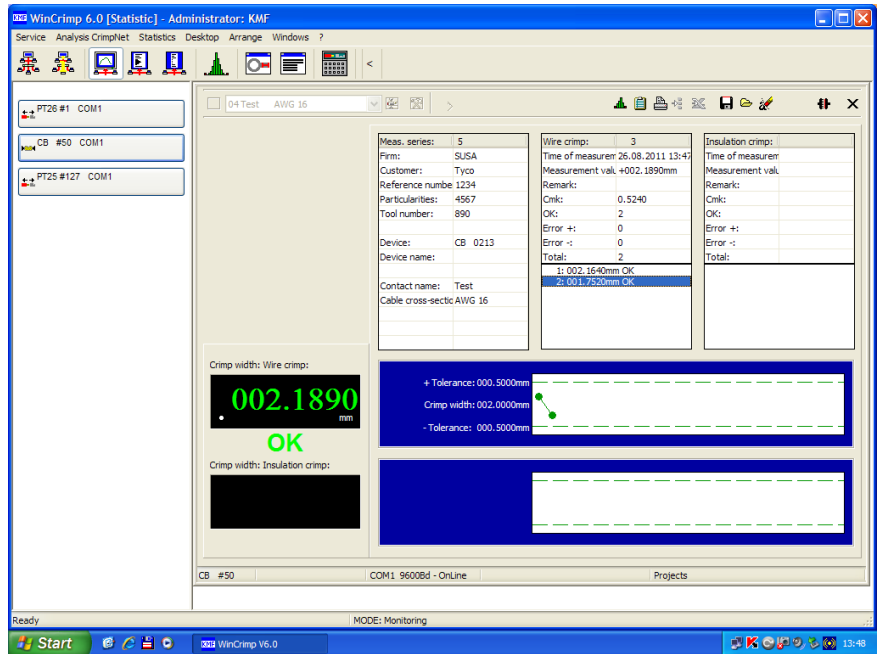 WinCrimp 6.0 [Statistic] - Administrator: KMF
Service Analysis CrimpNet Statistics Desktop Arrange Windows ?
<
PT26 #1 COM1
CB #50 COM1
PT25 #127 COM1
04 Test AWG 16
>
Meas. series: 5
Firm: SUSA
Customer: Tyco
Reference numbe 1234
Particularities: 4567
Tool number: 890
Device: CB 0213
Device name:
Contact name: Test
Cable cross-sectic AWG 16
Wire crimp: 3
Time of measurem 26.08.2011 13:47
Measurement valu +002.1890mm
Remark:
Cmk: 0.5240
OK: 2
Error +: 0
Error -: 0
Total: 2
1: 002.1640mm OK
2: 001.7520mm OK
Insulation crimp:
Time of measurem
Measurement valu
Remark:
Cmk:
OK:
Error +:
Error -:
Total:
Crimp width: Wire crimp:
002.1890
mm
OK
Crimp width: Insulation crimp:
+ Tolerance: 000.5000mm
Crimp width: 002.0000mm
- Tolerance: 000.5000mm
CB #50 COM1 9600Bd - OnLine Projects
Ready MODE: Monitoring
Start KMF WinCrimp V6.0 13:48